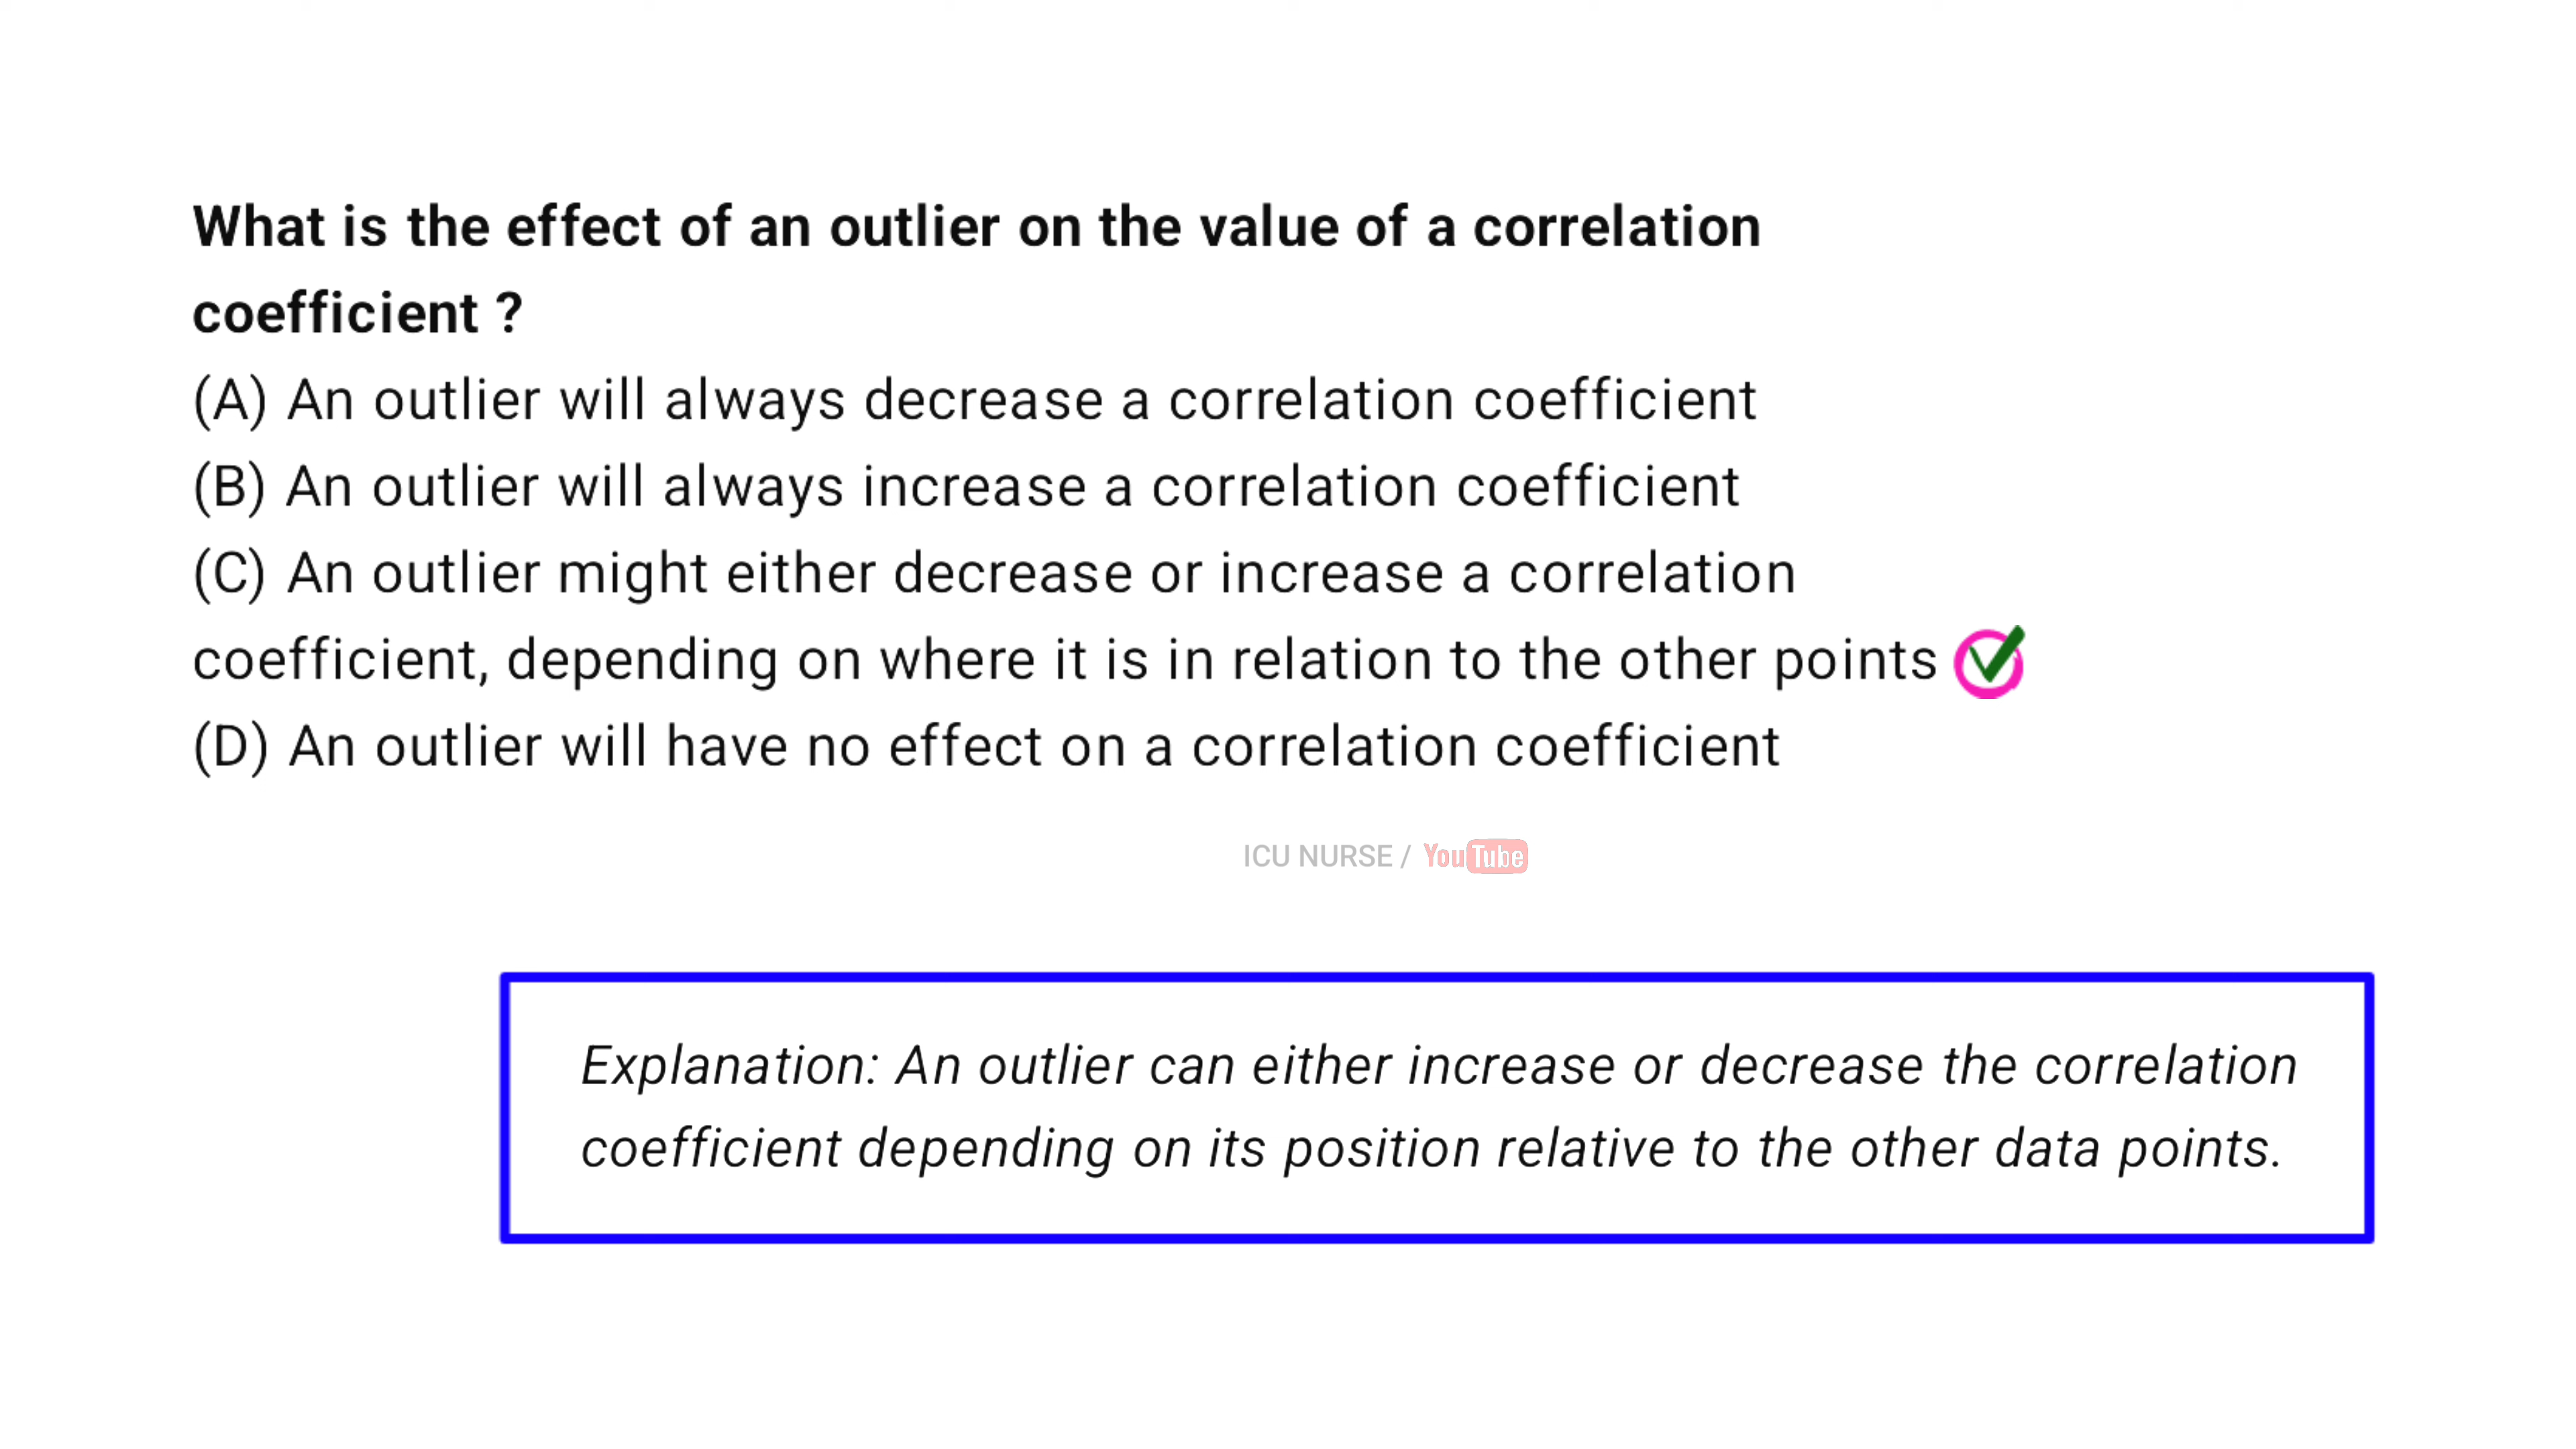 What is the effect of an outlier on the value of a correlation
coefficient ?
(A) An outlier will always decrease a correlation coefficient
(B) An outlier will always increase a correlation coefficient
(C) An outlier might either decrease or increase a correlation
coefficient, depending on where it is in relation to the other points
(D) An outlier will have no effect on a correlation coefficient
ICU NURSE / YouTube
Explanation: An outlier can either increase or decrease the correlation
coefficient depending on its position relative to the other data points.